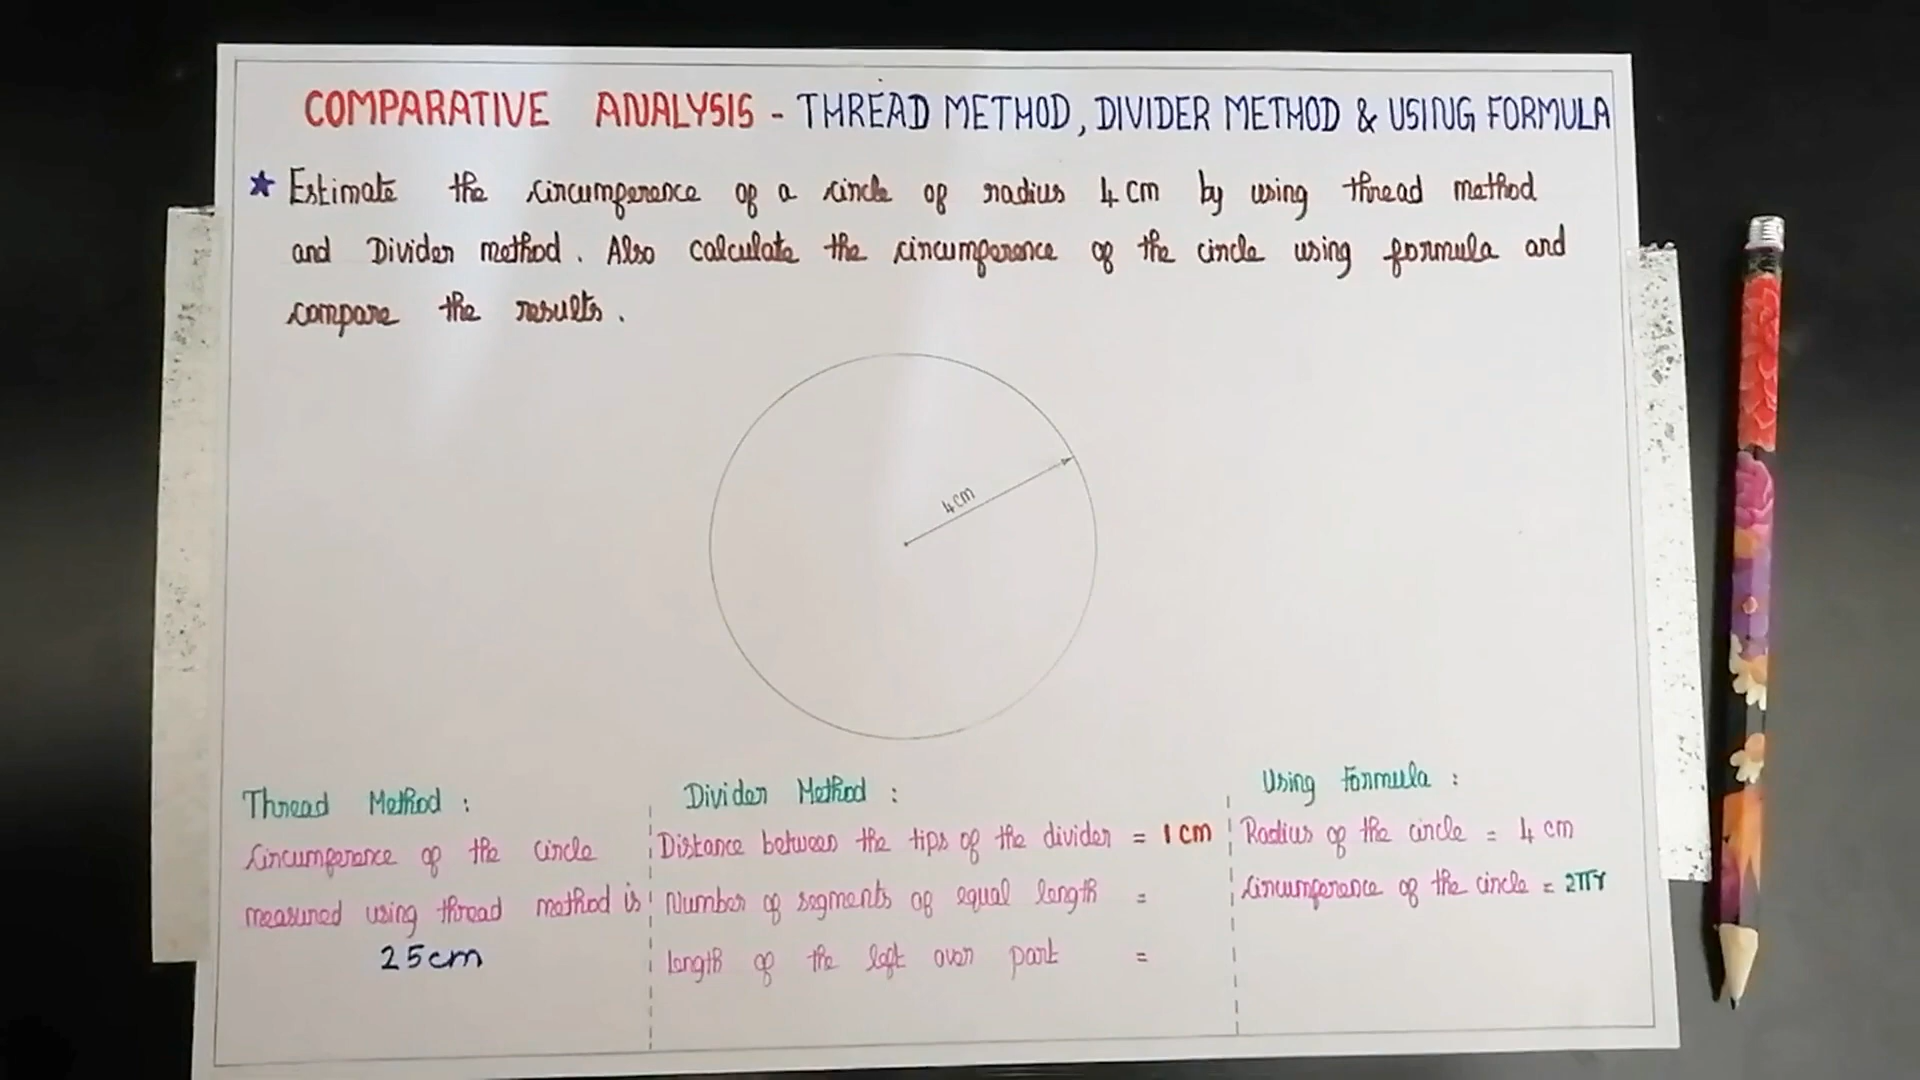 COMPARATIVE ANALYSIS - THREAD METHOD, DIVIDER METHOD & USING FORMULA
★ Estimate the circumference of a circle of radius 4 cm by using thread method
and Divider method. Also calculate the circumference of the circle using formula and
compare the results.
4 cm
Thread Method :
Circumference of the circle
measured using thread method is
25cm
Divider Method :
Distance between the tips of the divider = 1 cm
Number of segments of equal length =
length of the left over part =
Using Formula :
Radius of the circle = 4 cm
Circumference of the circle = 2πr